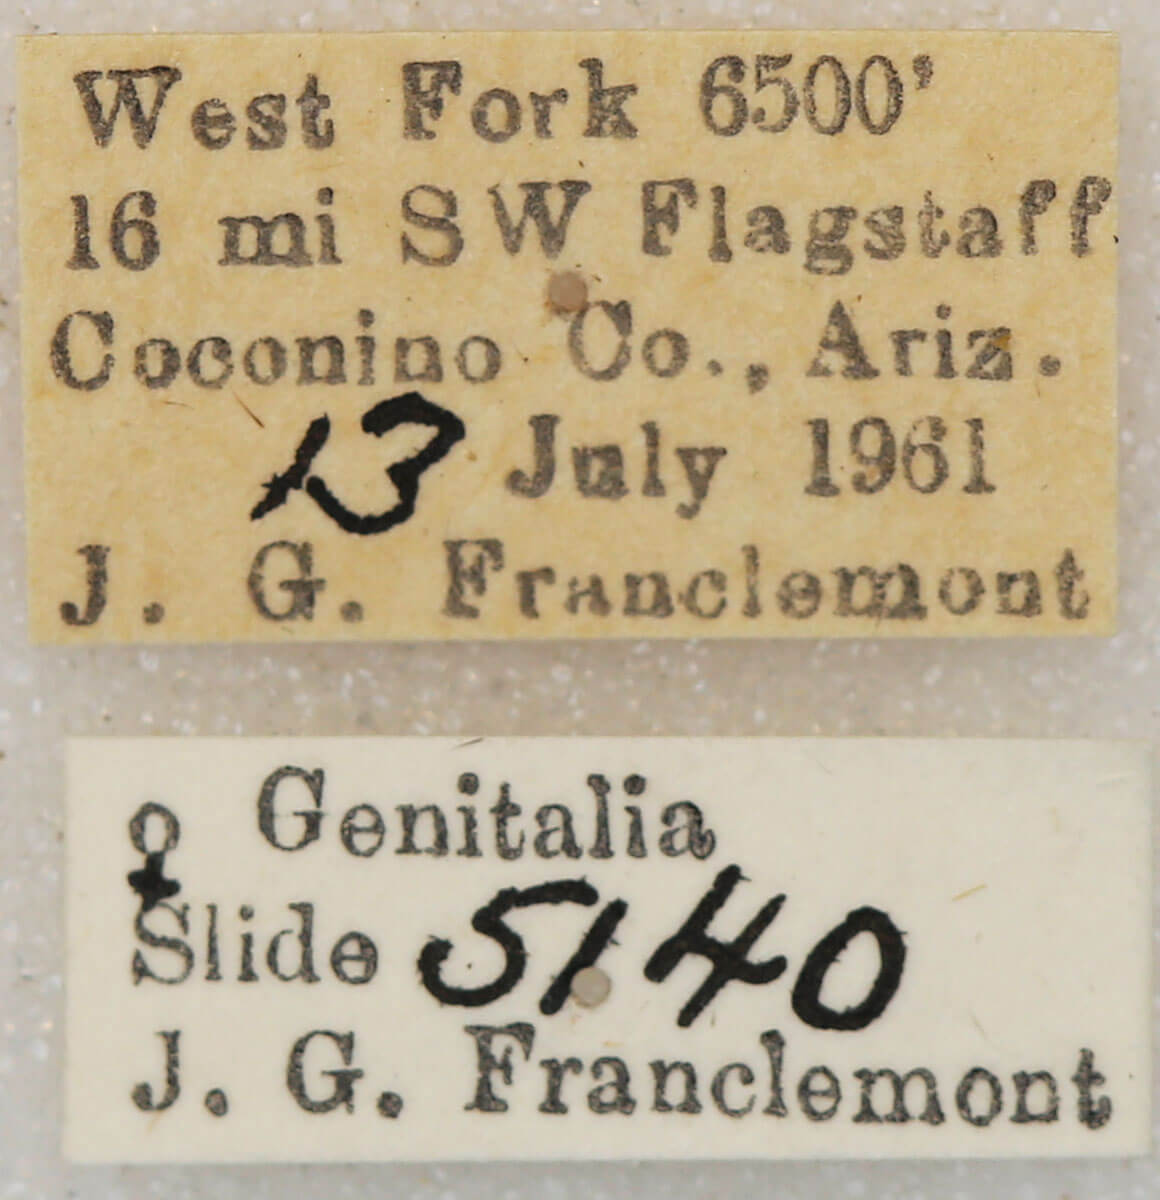 West Fork 6500'
16 mi SW Flagstaff
Coconino Co., Ariz.
13 July 1961
J. G. Franclemont
♀ Genitalia
Slide 5140
J. G. Franclemont